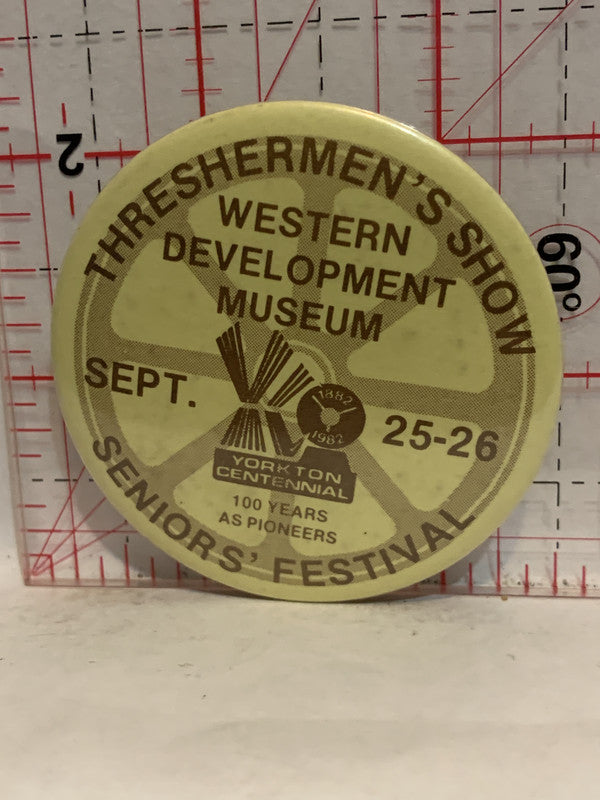 THRESHERMEN'S SHOW
WESTERN
DEVELOPMENT
MUSEUM
SEPT.
25-26
1882
1982
YORKTON
CENTENNIAL
100 YEARS
AS PIONEERS
SENIORS' FESTIVAL
2
60°